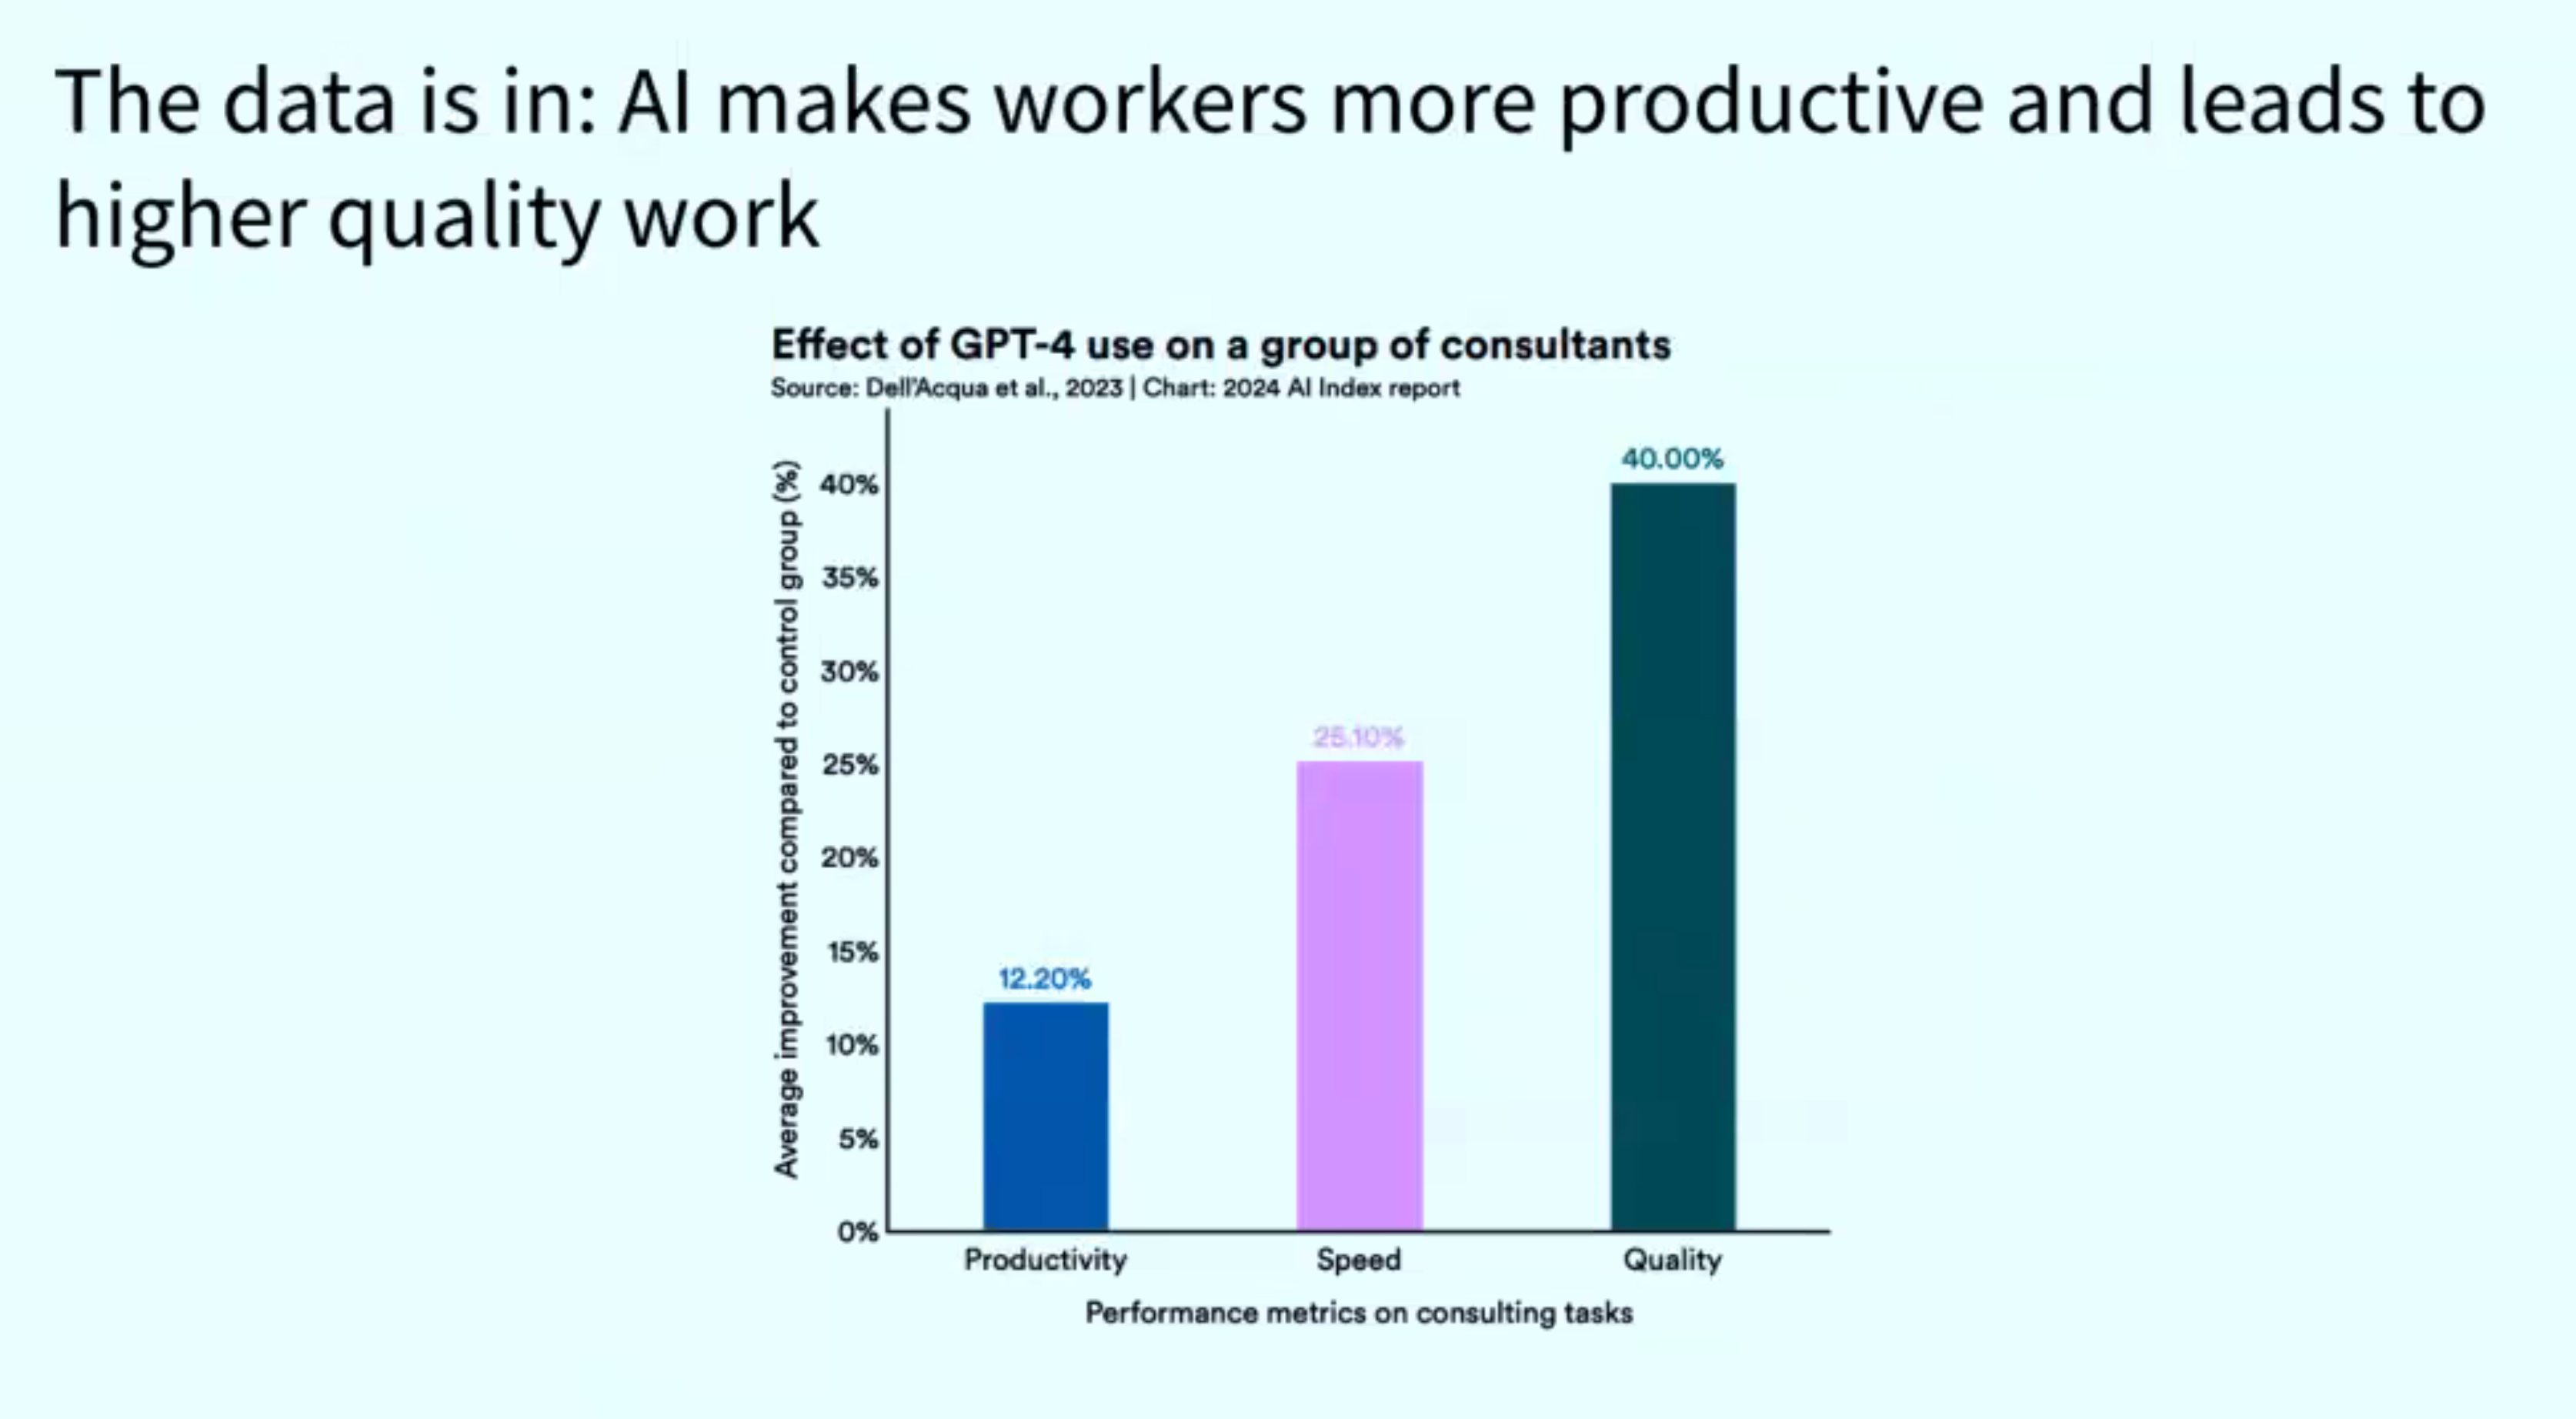 The data is in: AI makes workers more productive and leads to
higher quality work
Effect of GPT-4 use on a group of consultants
Source: Dell'Acqua et al., 2023 | Chart: 2024 AI Index report
Average improvement compared to control group (%)
40%
35%
30%
25%
20%
15%
10%
5%
0%
12.20%
25.10%
40.00%
Productivity
Speed
Quality
Performance metrics on consulting tasks